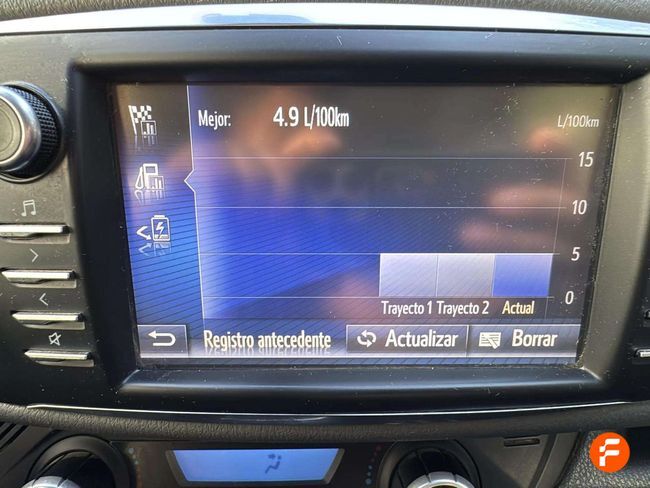 Mejor: 4.9 L/100km
L/100km
15
10
5
0
Trayecto 1 Trayecto 2 Actual
Registro antecedente Actualizar Borrar
F